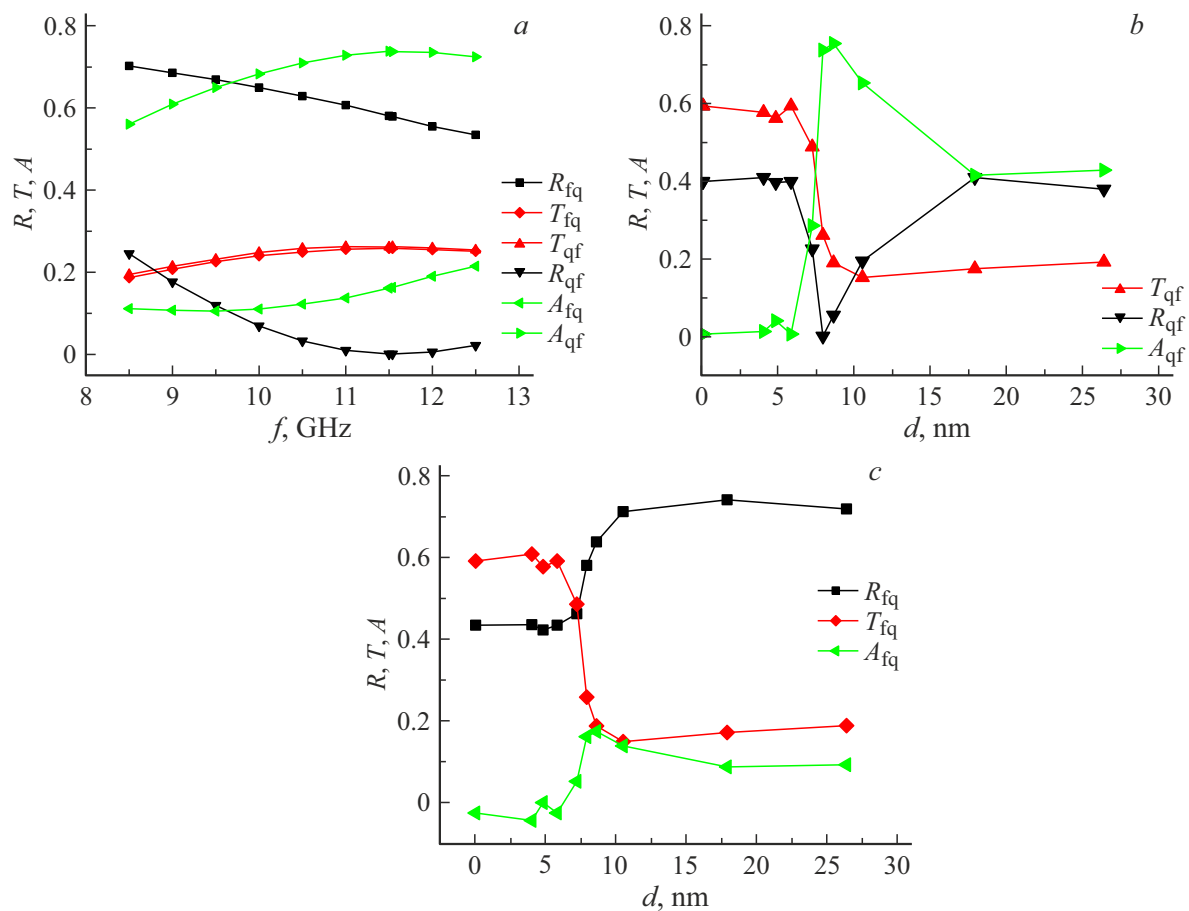 a
0.8
0.6
0.4
0.2
0
R, T, A
R_fq
T_fq
T_qf
R_qf
A_fq
A_qf
8 9 10 11 12 13
f, GHz
b
0.8
0.6
0.4
0.2
0
R, T, A
T_qf
R_qf
A_qf
0 5 10 15 20 25 30
d, nm
c
0.8
0.6
0.4
0.2
0
R, T, A
R_fq
T_fq
A_fq
0 5 10 15 20 25 30
d, nm